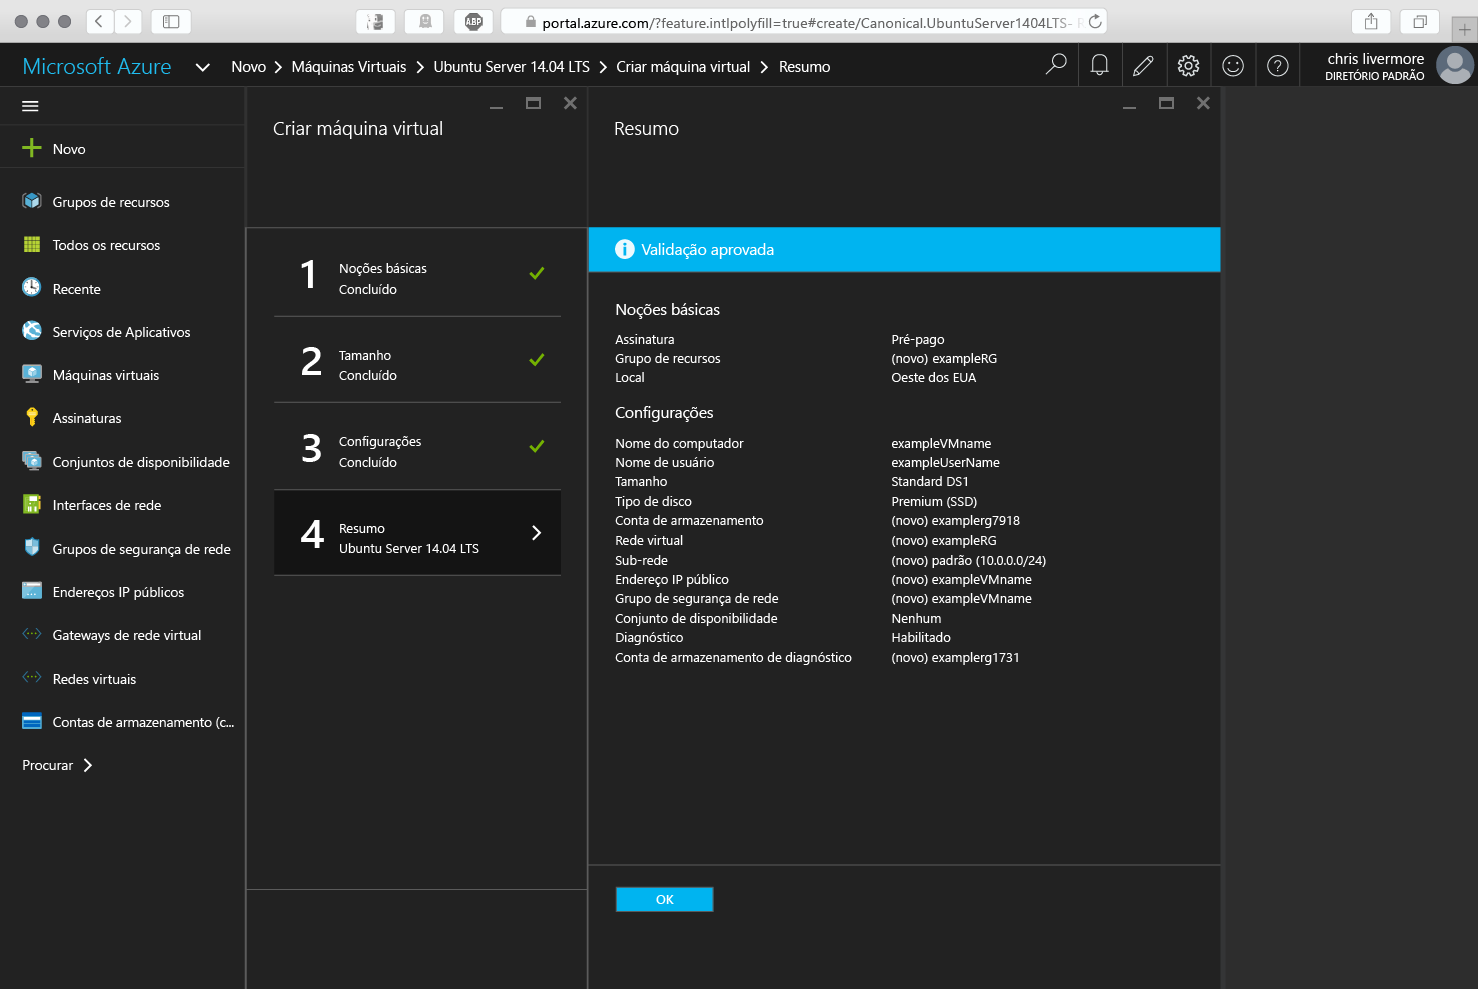 ABP
portal.azure.com/?feature.intlpolyfill=true#create/Canonical.UbuntuServer1404LTS-
Microsoft Azure
Novo > Máquinas Virtuais > Ubuntu Server 14.04 LTS > Criar máquina virtual > Resumo
chris livermore
DIRETÓRIO PADRÃO
Novo
Grupos de recursos
Todos os recursos
Recente
Serviços de Aplicativos
Máquinas virtuais
Assinaturas
Conjuntos de disponibilidade
Interfaces de rede
Grupos de segurança de rede
Endereços IP públicos
Gateways de rede virtual
Redes virtuais
Contas de armazenamento (c...
Procurar
Criar máquina virtual
1 Noções básicas
Concluído
2 Tamanho
Concluído
3 Configurações
Concluído
4 Resumo
Ubuntu Server 14.04 LTS
Resumo
Validação aprovada
Noções básicas
Assinatura Pré-pago
Grupo de recursos (novo) exampleRG
Local Oeste dos EUA
Configurações
Nome do computador exampleVMname
Nome de usuário exampleUserName
Tamanho Standard DS1
Tipo de disco Premium (SSD)
Conta de armazenamento (novo) examplerg7918
Rede virtual (novo) exampleRG
Sub-rede (novo) padrão (10.0.0.0/24)
Endereço IP público (novo) exampleVMname
Grupo de segurança de rede (novo) exampleVMname
Conjunto de disponibilidade Nenhum
Diagnóstico Habilitado
Conta de armazenamento de diagnóstico (novo) examplerg1731
OK